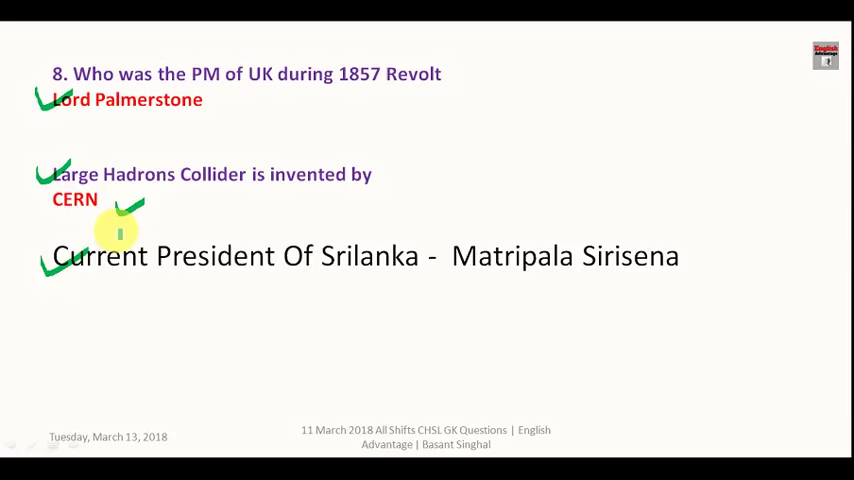 English
Advantage
8. Who was the PM of UK during 1857 Revolt
Lord Palmerstone
Large Hadrons Collider is invented by
CERN
Current President Of Srilanka - Matripala Sirisena
Tuesday, March 13, 2018
11 March 2018 All Shifts CHSL GK Questions | English
Advantage | Basant Singhal